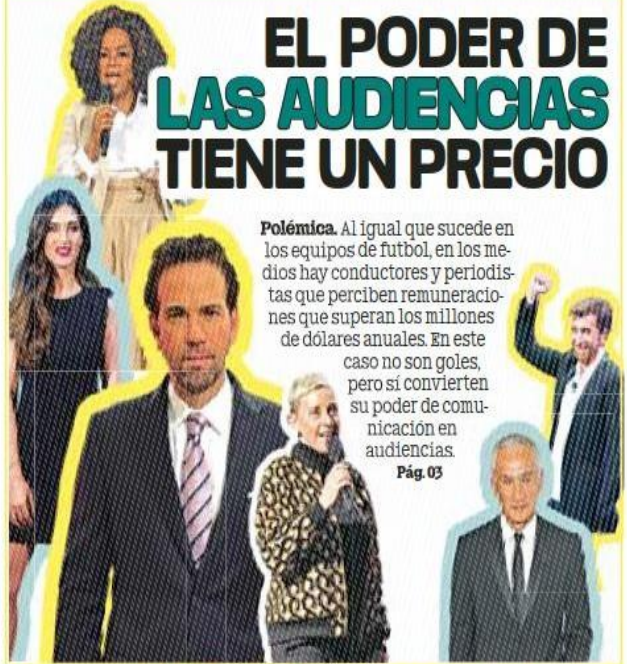 EL PODER DE
LAS AUDIENCIAS
TIENE UN PRECIO
Polémica. Al igual que sucede en
los equipos de futbol, en los me-
dios hay conductores y periodis-
tas que perciben remuneracio-
nes que superan los millones
de dólares anuales. En este
caso no son goles,
pero sí convierten
su poder de comu-
nicación en
audiencias.
Pág. 03